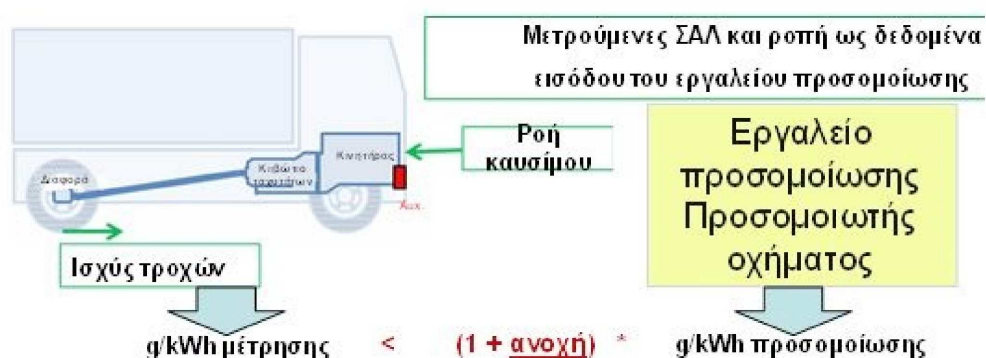 Μετρούμενες ΣΑΛ και ροπή ως δεδομένα
εισόδου του εργαλείου προσομοίωσης
Ροή
καυσίμου
Εργαλείο
προσομοίωσης
Προσομοιωτής
οχήματος
Κινητήρας
Κιβώτιο
ταχυτήτων
Διαφορά
Ισχύς τροχών
g/kWh μέτρησης < (1 + ανοχή) * g/kWh προσομοίωσης